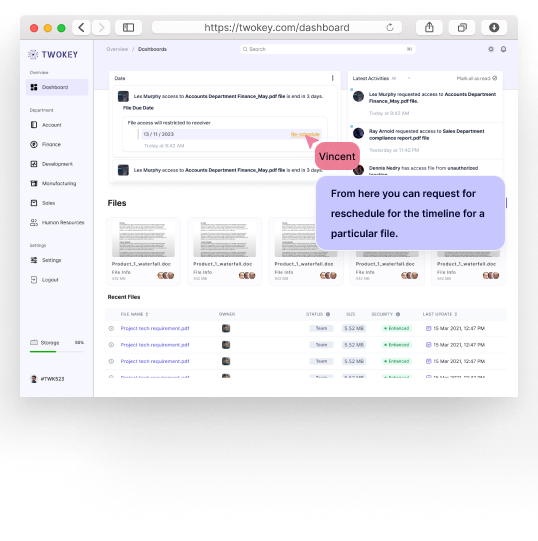 https://twokey.com/dashboard
TWOKEY
Overview / Dashboards
Search
Overview
Dashboard
Department
Account
Finance
Development
Manufacturing
Sales
Human Resources
Settings
Settings
Logout
Storage 80%
#TWK523
Date
Lex Murphy access to Accounts Department Finance_May.pdf file is end in 3 days.
File Due Date
File access will restricted to receiver
13 / 11 / 2023
Re-schedule
Today at 9:42 AM
Lex Murphy access to Accounts Department Finance_May.pdf file is end in 3 days.
Latest Activities
Mark all as read
Lex Murphy requested access to Accounts Department
Finance_May.pdf file.
Today at 9:42 AM
Ray Arnold requested access to Sales Department
compliance report.pdf file
Yesterday at 11:42 PM
Dennis Nedry has access file from unauthorized
location
Vincent
From here you can request for
reschedule for the timeline for a
particular file.
Files
Product_1_waterfall.doc Product_1_waterfall.doc Product_1_waterfall.doc Product_1_waterfall.doc Product_1_waterfall.doc
File Info File Info File Info File Info File Info
Recent Files
FILE NAME OWNER STATUS SIZE SECURITY LAST UPDATE
Project tech requirement.pdf Team 5.52 MB Enhanced 15 Mar 2021, 12:47 PM
Project tech requirement.pdf Team 5.52 MB Enhanced 15 Mar 2021, 12:47 PM
Project tech requirement.pdf Team 5.52 MB Enhanced 15 Mar 2021, 12:47 PM
Project tech requirement.pdf Team 5.52 MB Enhanced 15 Mar 2021, 12:47 PM